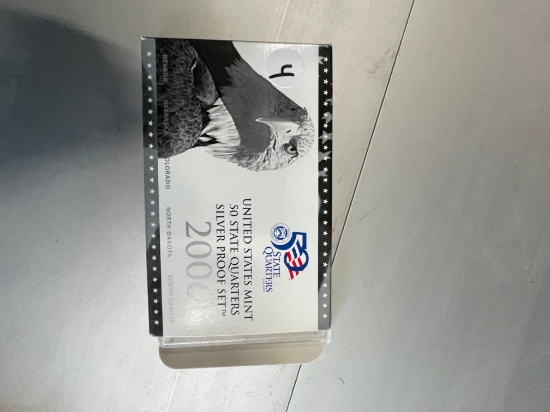 4
50
STATE
QUARTERS
UNITED STATES MINT
50 STATE QUARTERS
SILVER PROOF SET™
2006
NEVADA
COLORADO
NORTH DAKOTA
SOUTH DAKOTA